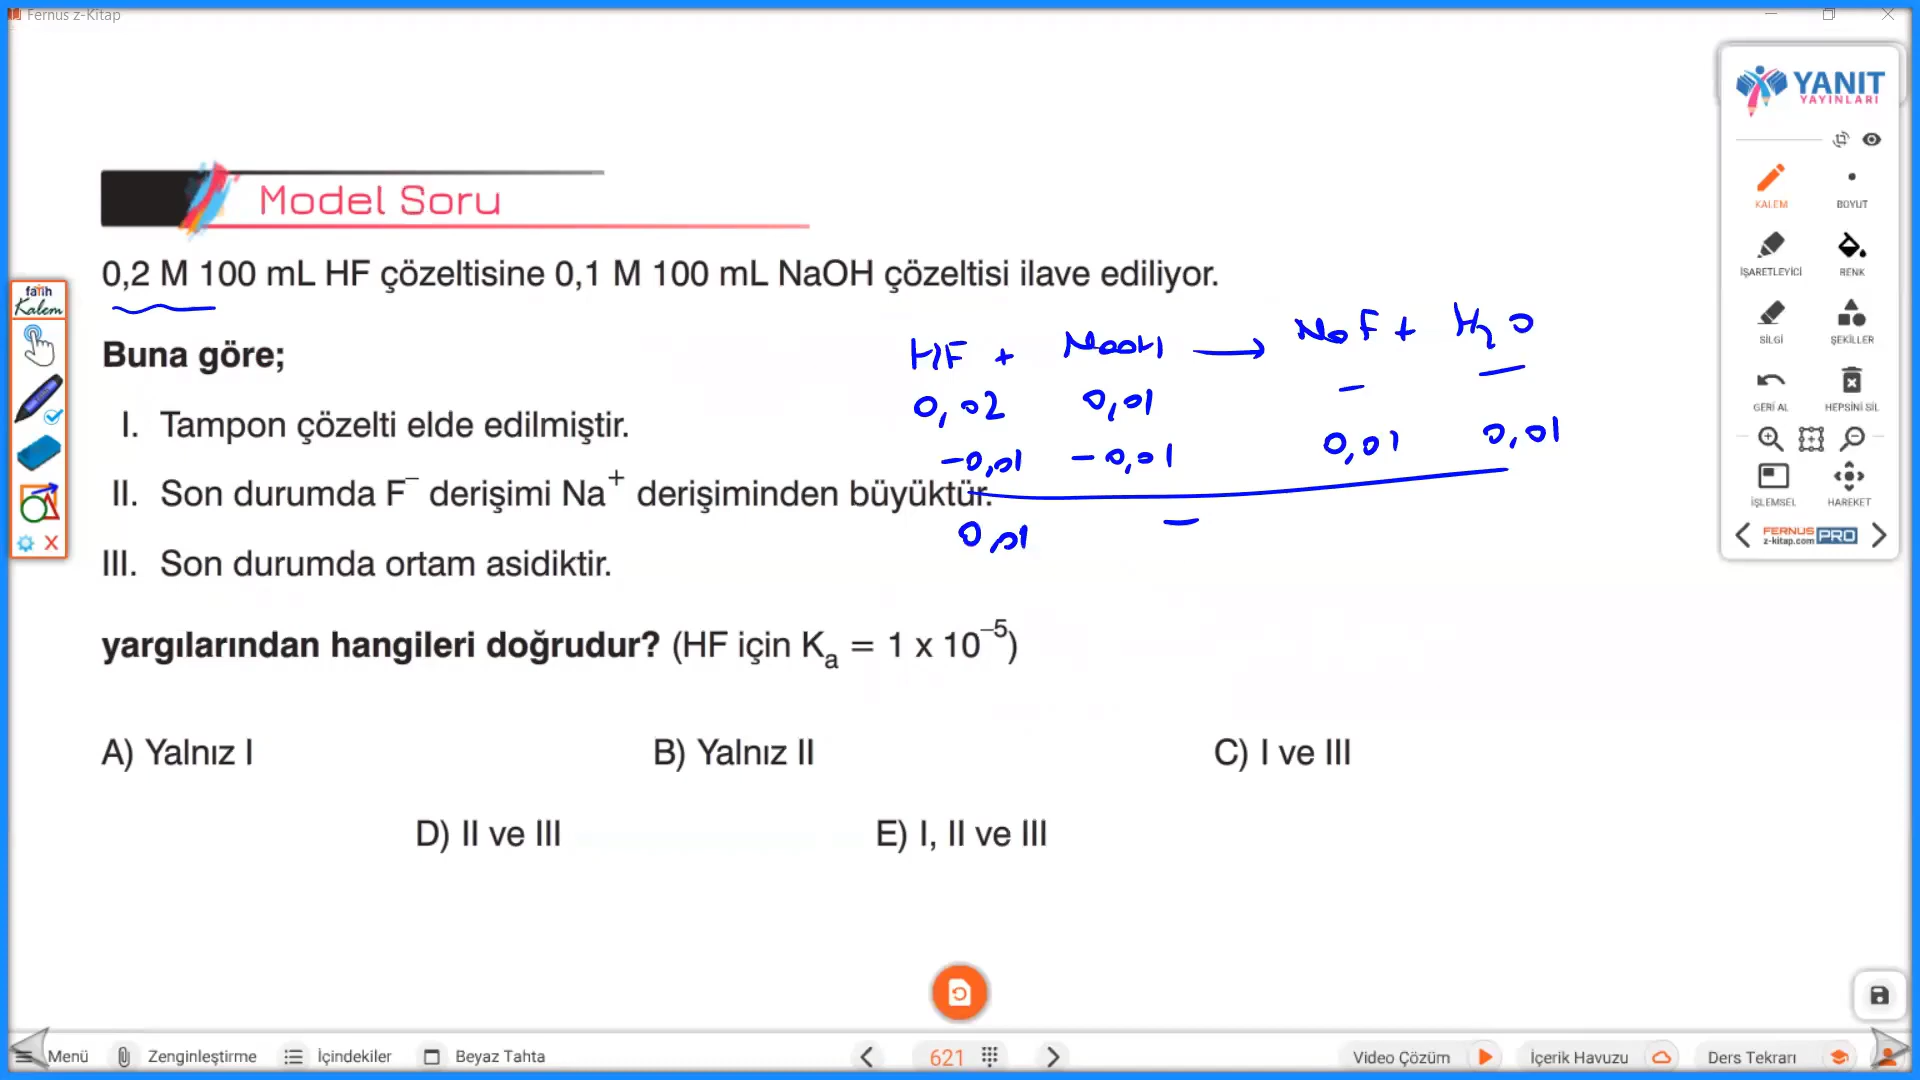 Fernus z-Kitap
YANIT
YAYINLARI
Model Soru
0,2 M 100 mL HF çözeltisine 0,1 M 100 mL NaOH çözeltisi ilave ediliyor.
Buna göre;
I. Tampon çözelti elde edilmiştir.
II. Son durumda F⁻ derişimi Na⁺ derişiminden büyüktür.
III. Son durumda ortam asidiktir.
yargılarından hangileri doğrudur? (HF için Kₐ = 1 x 10⁻⁵)
A) Yalnız I
B) Yalnız II
C) I ve III
D) II ve III
E) I, II ve III
HF + NaOH → NaF + H₂O
0,02 0,01 – –
-0,01 -0,01 0,01 0,01
0,01 –
fatih
Kalem
KALEM
BOYUT
İŞARETLEYİCİ
RENK
SİLGİ
ŞEKİLLER
GERİ AL
HEPSİNİ SİL
İŞLEMSEL
HAREKET
FERNUS
z-kitap.com
PRO
Menü
Zenginleştirme
İçindekiler
Beyaz Tahta
621
Video Çözüm
İçerik Havuzu
Ders Tekrarı